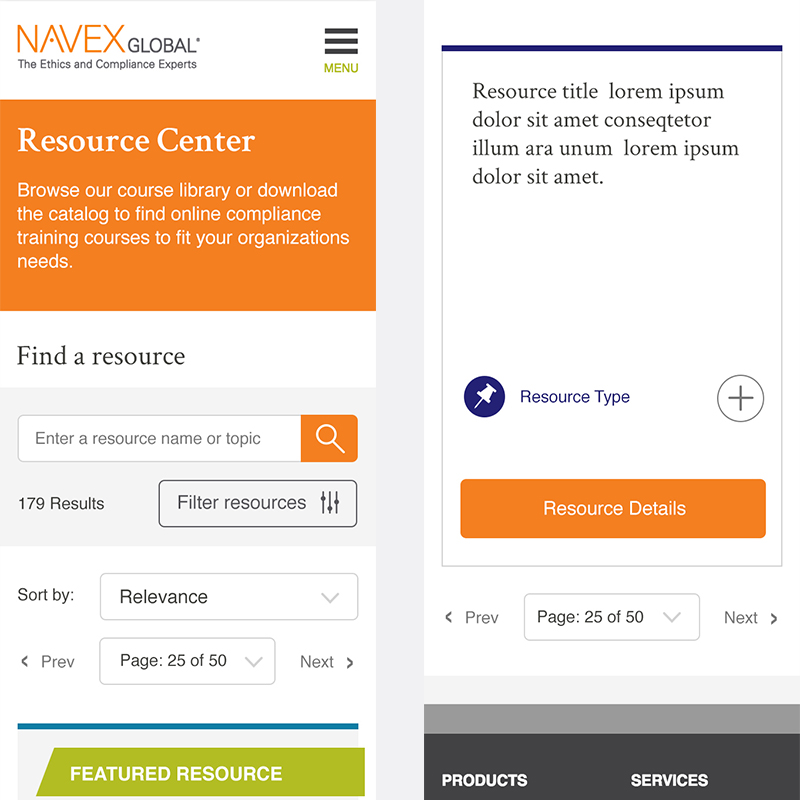 NAVEX GLOBAL®
The Ethics and Compliance Experts
MENU
Resource Center
Browse our course library or download
the catalog to find online compliance
training courses to fit your organizations
needs.
Find a resource
Enter a resource name or topic
179 Results
Filter resources
Sort by:
Relevance
Prev
Page: 25 of 50
Next
FEATURED RESOURCE
Resource title lorem ipsum
dolor sit amet conseqtetor
illum ara unum lorem ipsum
dolor sit amet.
Resource Type
Resource Details
Prev
Page: 25 of 50
Next
PRODUCTS
SERVICES